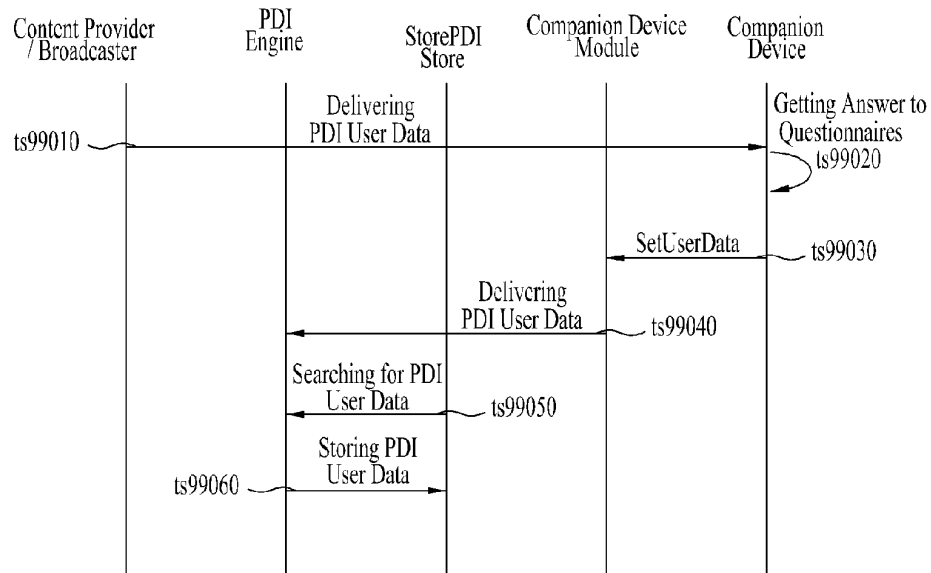 Content Provider
/ Broadcaster
PDI
Engine
StorePDI
Store
Companion Device
Module
Companion
Device
Delivering
PDI User Data
ts99010
Getting Answer to
Questionnaires
ts99020
SetUserData
ts99030
Delivering
PDI User Data
ts99040
Searching for PDI
User Data
ts99050
Storing PDI
User Data
ts99060